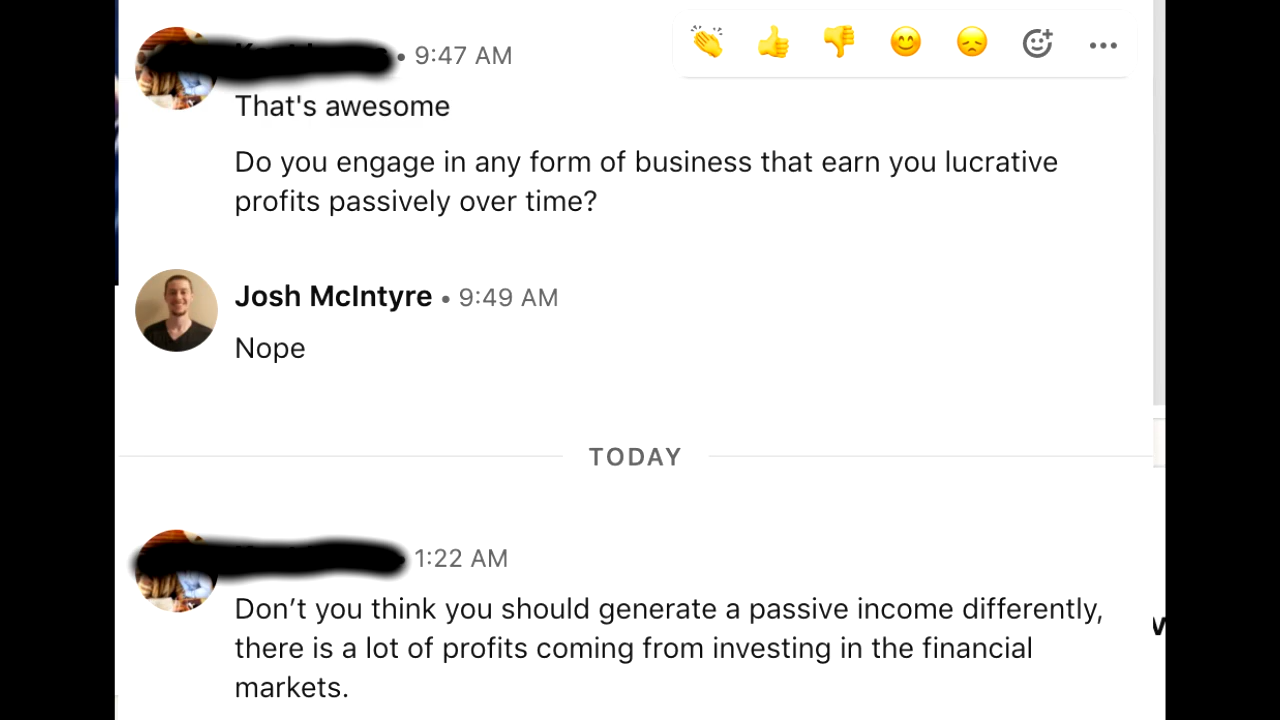 • 9:47 AM
That's awesome
Do you engage in any form of business that earn you lucrative
profits passively over time?
Josh McIntyre • 9:49 AM
Nope
TODAY
1:22 AM
Don’t you think you should generate a passive income differently,
there is a lot of profits coming from investing in the financial
markets.